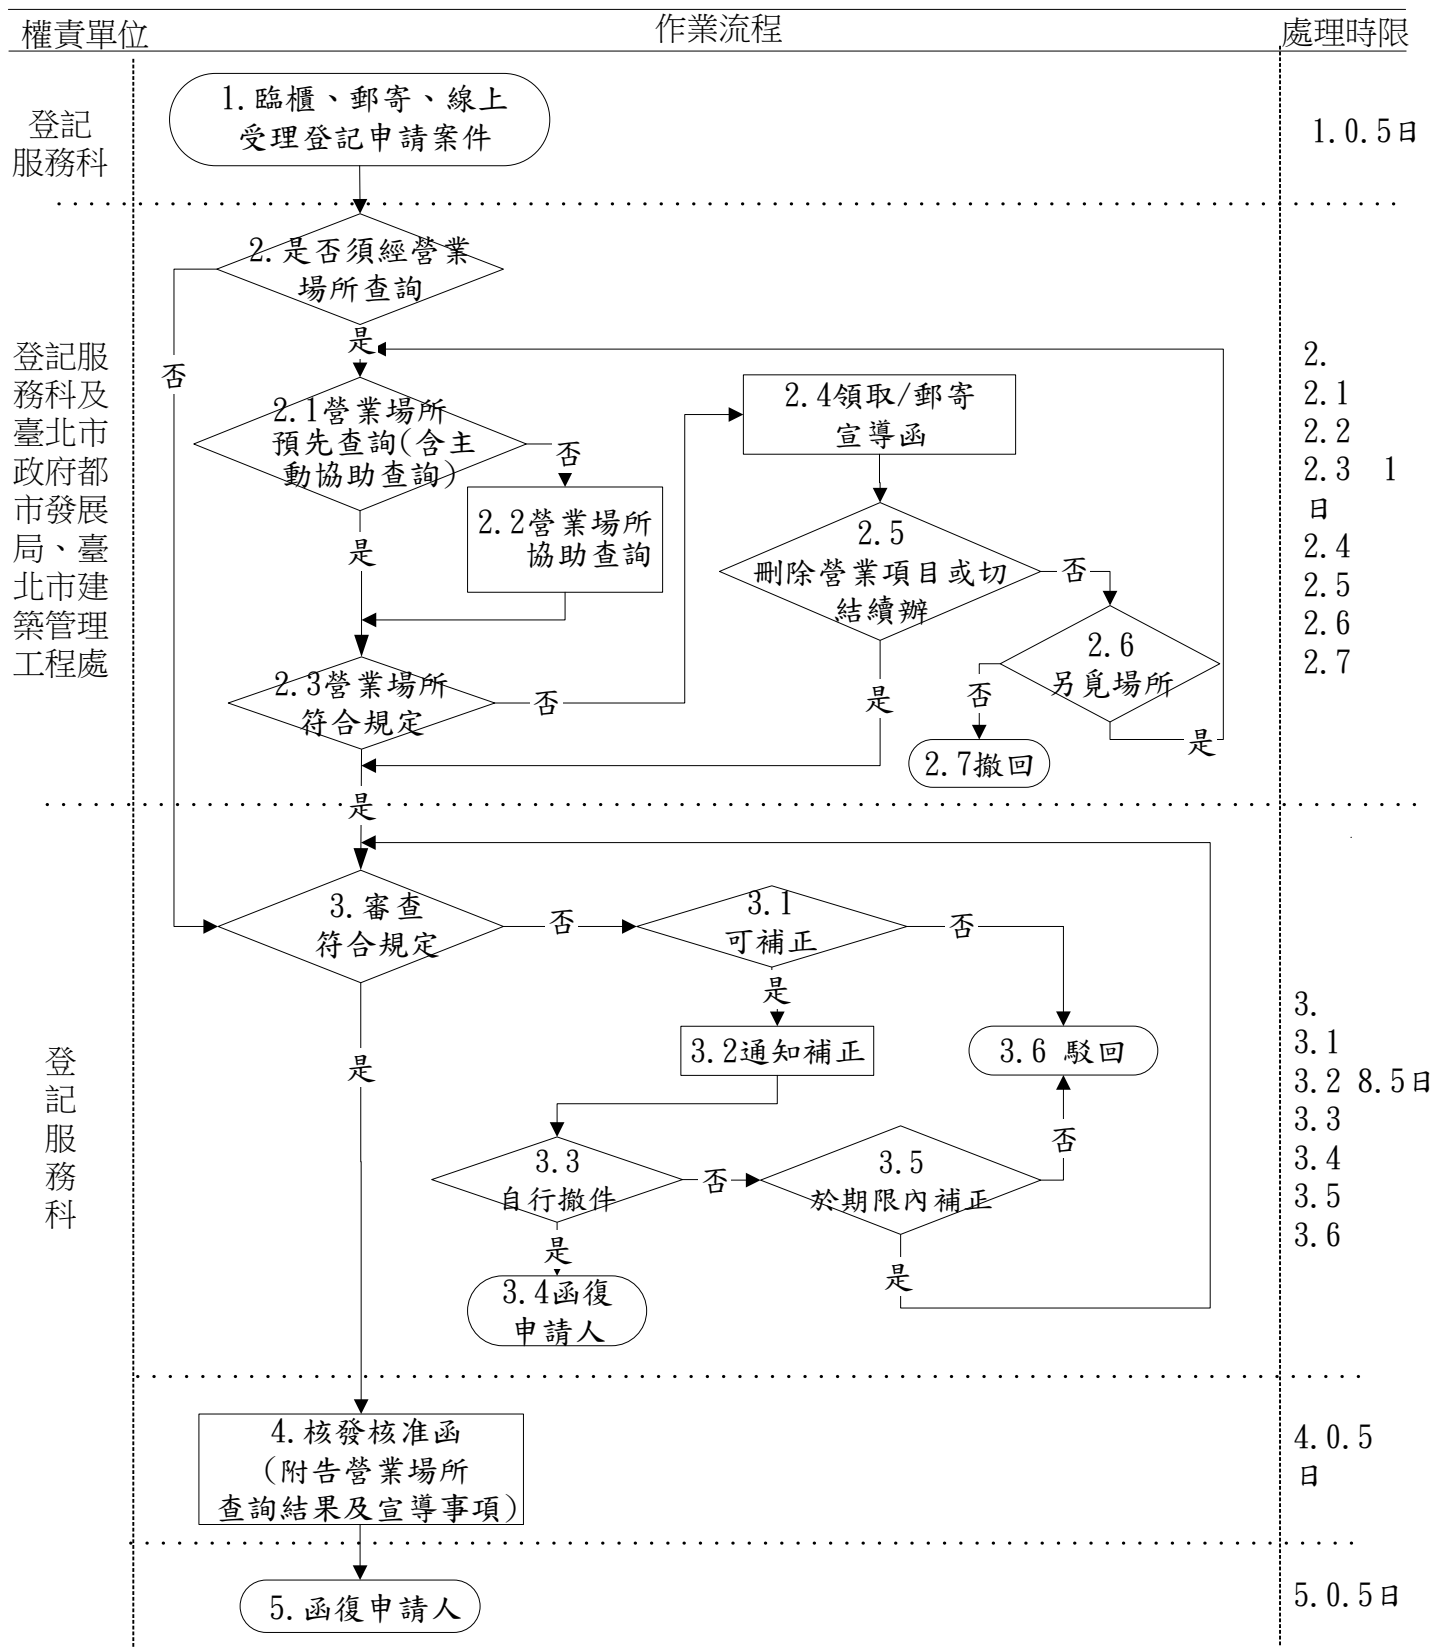 權責單位
作業流程
處理時限
登記
服務科
1.臨櫃、郵寄、線上
受理登記申請案件
1.0.5日
登記服
務科及
臺北市
政府都
市發展
局、臺
北市建
築管理
工程處
2.是否須經營業
場所查詢
是
否
2.1營業場所
預先查詢(含主
動協助查詢)
否
是
2.2營業場所
協助查詢
2.3營業場所
符合規定
否
2.4領取/郵寄
宣導函
2.5
刪除營業項目或切
結續辦
否
是
2.6
另覓場所
否
是
2.7撤回
是
2.
2.1
2.2
2.3 1
日
2.4
2.5
2.6
2.7
登
記
服
務
科
3.審查
符合規定
否
3.1
可補正
否
是
是
3.2通知補正
3.6 駁回
3.3
自行撤件
否
3.5
於期限內補正
否
是
是
3.4函復
申請人
3.
3.1
3.2 8.5日
3.3
3.4
3.5
3.6
4.核發核准函
(附告營業場所
查詢結果及宣導事項)
4.0.5
日
5.函復申請人
5.0.5日